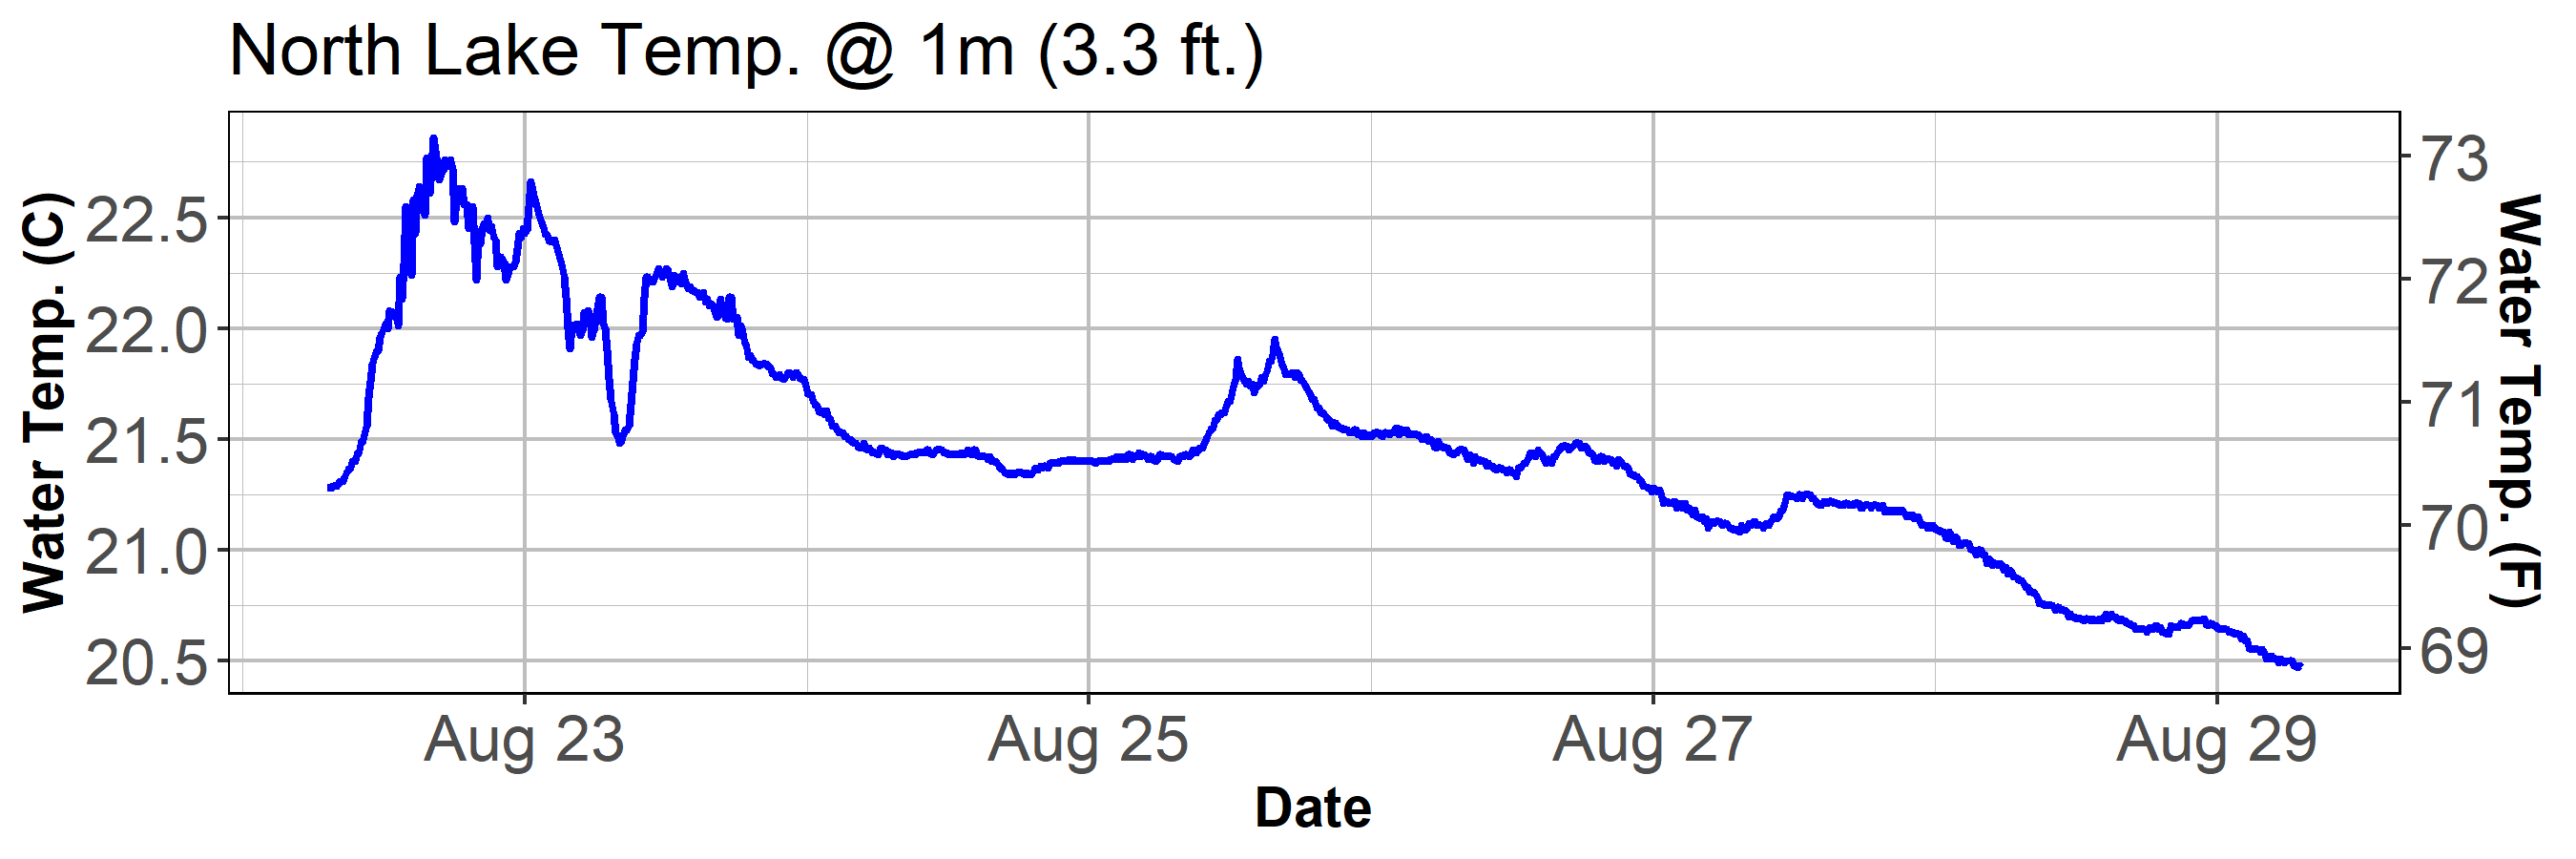 North Lake Temp. @ 1m (3.3 ft.)
Water Temp. (C)
22.5
22.0
21.5
21.0
20.5
73
72
71
70
69
Water Temp. (F)
Aug 23
Aug 25
Aug 27
Aug 29
Date